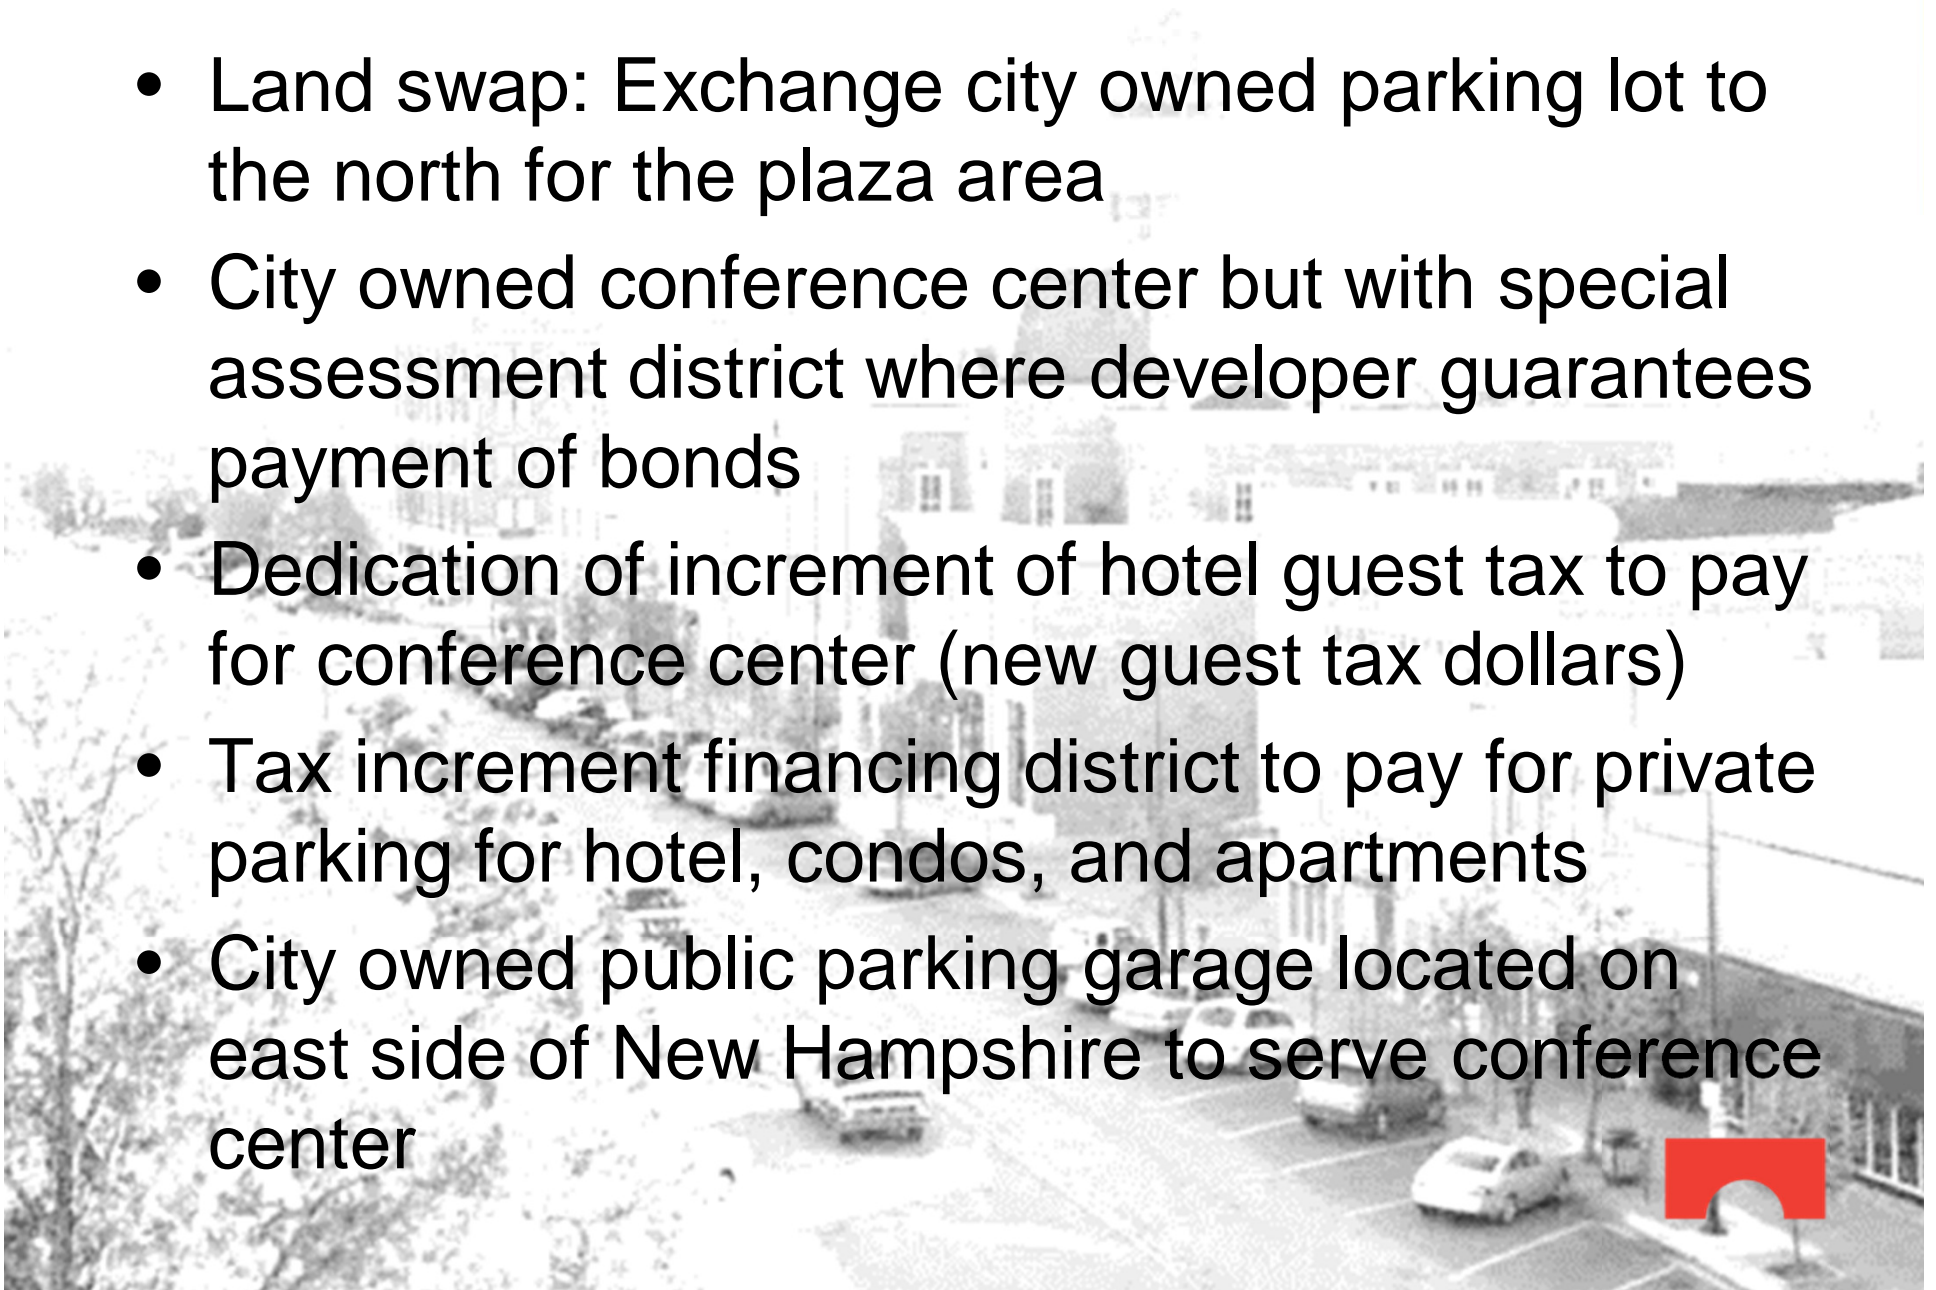 • Land swap: Exchange city owned parking lot to
the north for the plaza area
• City owned conference center but with special
assessment district where developer guarantees
payment of bonds
• Dedication of increment of hotel guest tax to pay
for conference center (new guest tax dollars)
• Tax increment financing district to pay for private
parking for hotel, condos, and apartments
• City owned public parking garage located on
east side of New Hampshire to serve conference
center